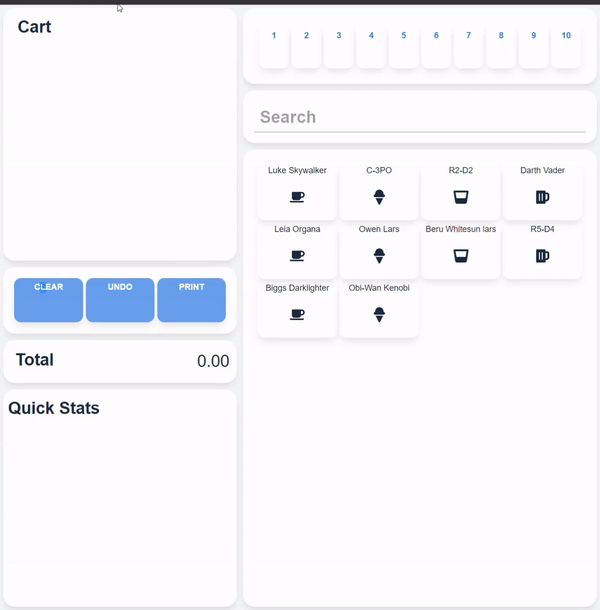 Cart
1 2 3 4 5 6 7 8 9 10
Search
CLEAR UNDO PRINT
Total 0.00
Quick Stats
Luke Skywalker C-3PO R2-D2 Darth Vader
Leia Organa Owen Lars Beru Whitesun lars R5-D4
Biggs Darklighter Obi-Wan Kenobi